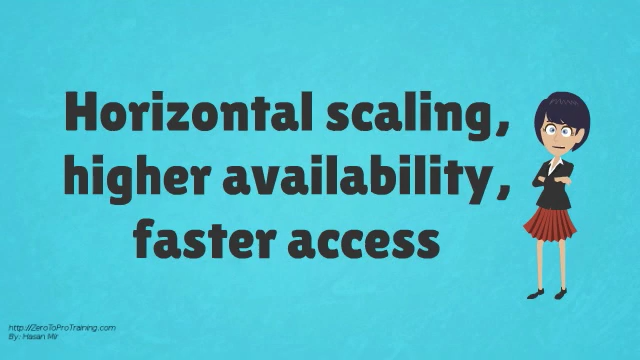 Horizontal scaling,
higher availability,
faster access
http://ZeroToProTraining.com
By: Hasan Mir